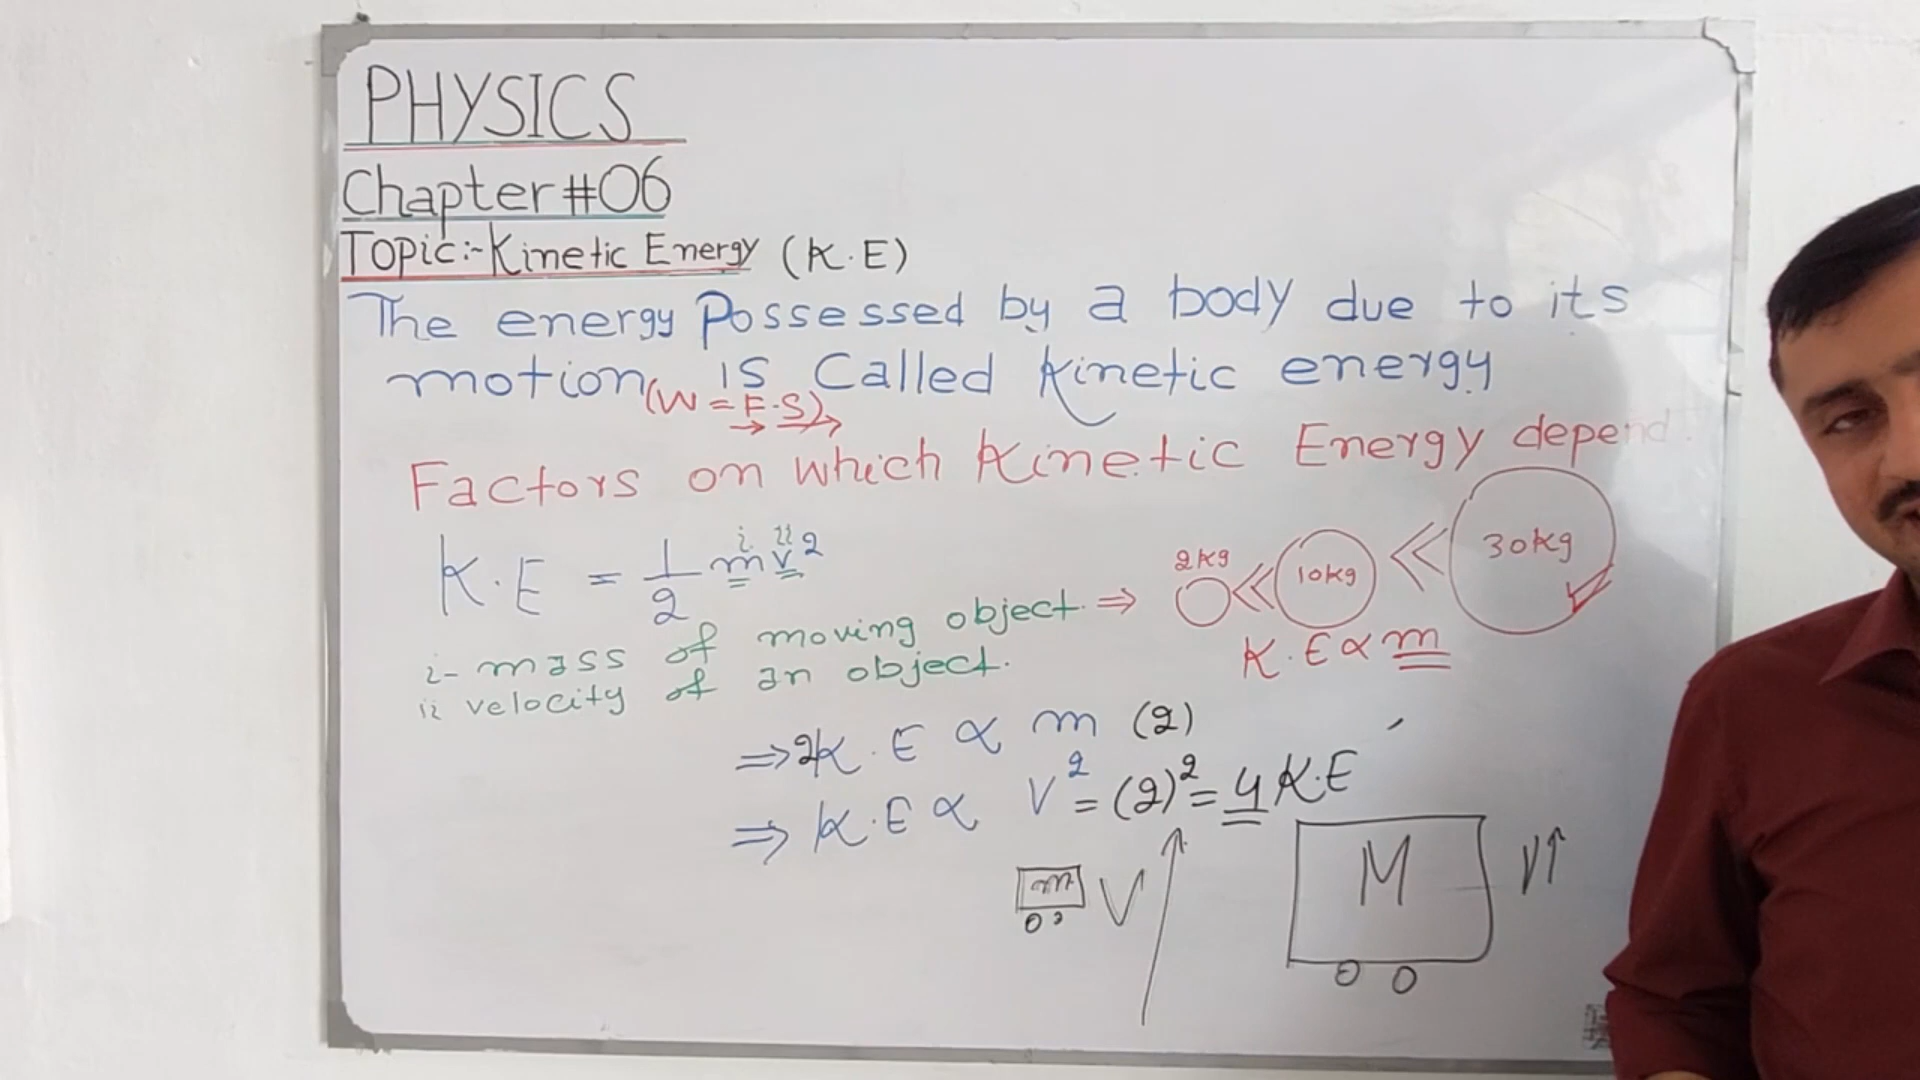 PHYSICS
Chapter #06
Topic:- Kinetic Energy (K.E)
The energy Possessed by a body due to its
motion is Called Kinetic energy
(W = F.S)
Factors on which Kinetic Energy depend
K.E = 1/2 mv²
i ii
i- mass of moving object. ⇒
ii velocity of an object.
2kg << 10kg << 30kg
K.E ∝ m
⇒ 2K.E ∝ m (2)
⇒ K.E ∝ V² = (2)² = 4 K.E
m V
M V↑